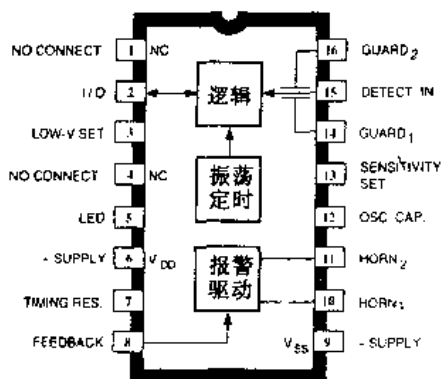 NO CONNECT 1 NC
I/O 2
LOW-V SET 3
NO CONNECT 4 NC
LED 5
- SUPPLY 6 VDD
TIMING RES. 7
FEEDBACK 8
逻辑
振荡
定时
报警
驱动
16 GUARD2
15 DETECT IN
14 GUARD1
13 SENSITIVITY
SET
12 OSC CAP.
11 HORN2
10 HORN1
VSS 9 - SUPPLY